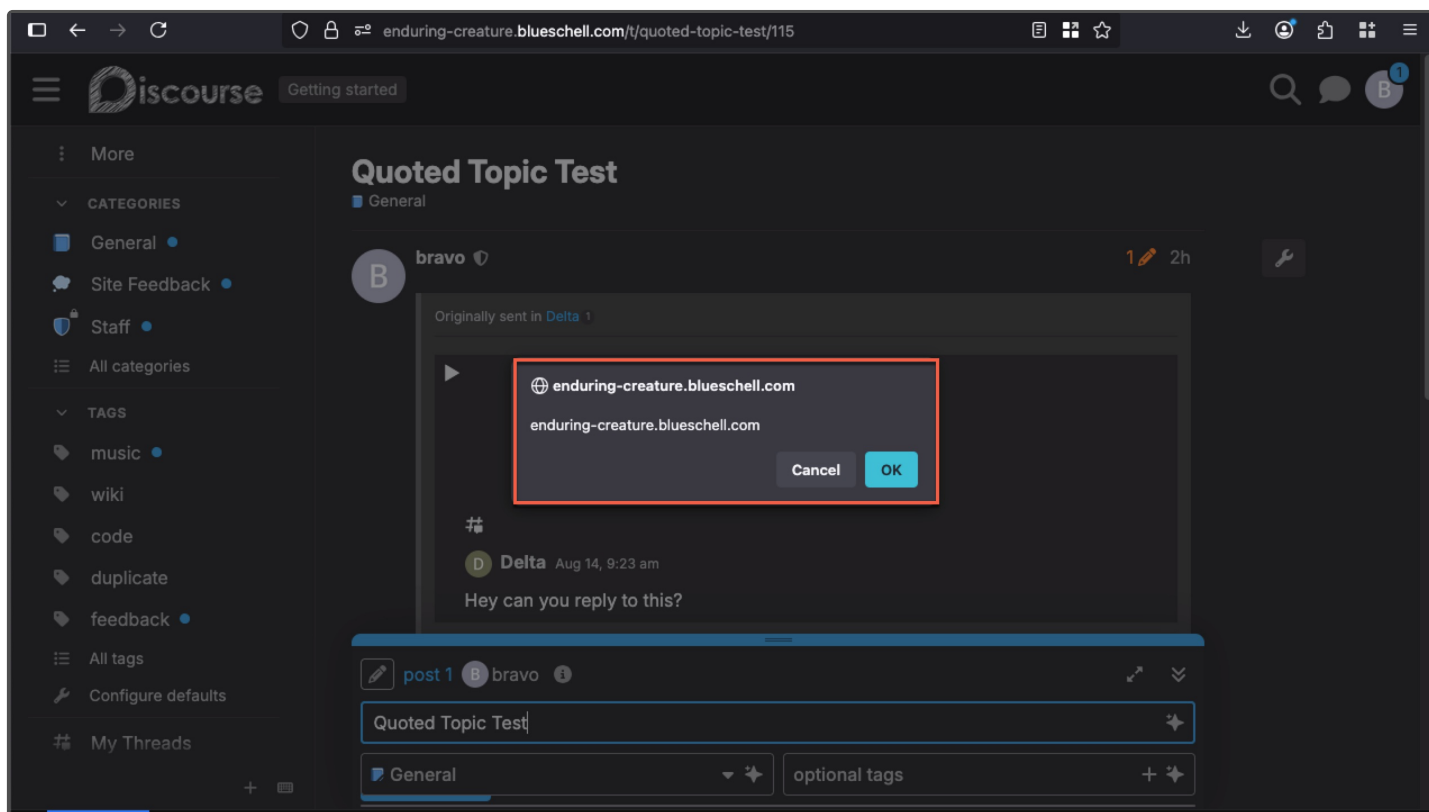 enduring-creature.blueschell.com/t/quoted-topic-test/115
Discourse
Getting started
B
1
More
CATEGORIES
General
Site Feedback
Staff
All categories
TAGS
music
wiki
code
duplicate
feedback
All tags
Configure defaults
My Threads
Quoted Topic Test
General
B
bravo
1
2h
Originally sent in Delta 1
enduring-creature.blueschell.com
enduring-creature.blueschell.com
Cancel
OK
D
Delta Aug 14, 9:23 am
Hey can you reply to this?
post 1 B bravo
Quoted Topic Test
General
optional tags